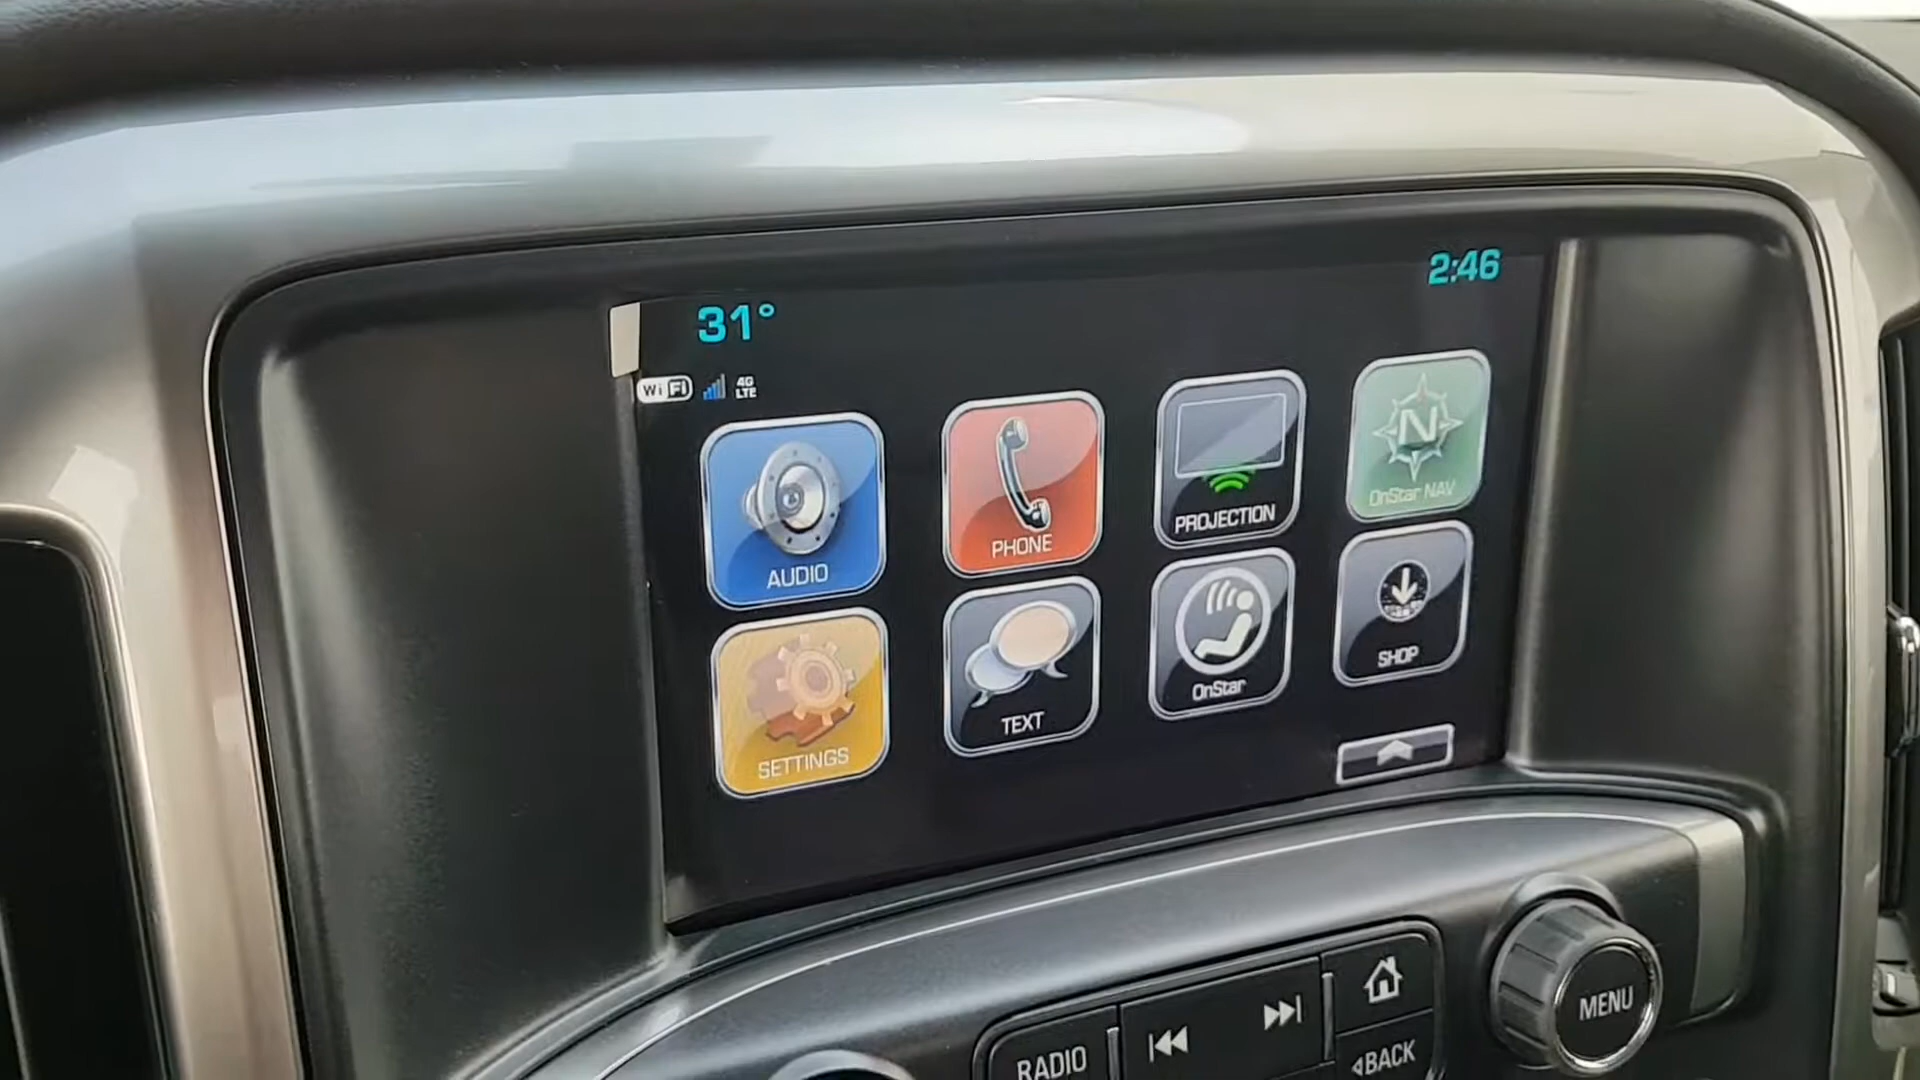 31°
2:46
WiFi
4G
LTE
AUDIO
PHONE
PROJECTION
N
OnStar NAV
SETTINGS
TEXT
OnStar
SHOP
RADIO
BACK
MENU